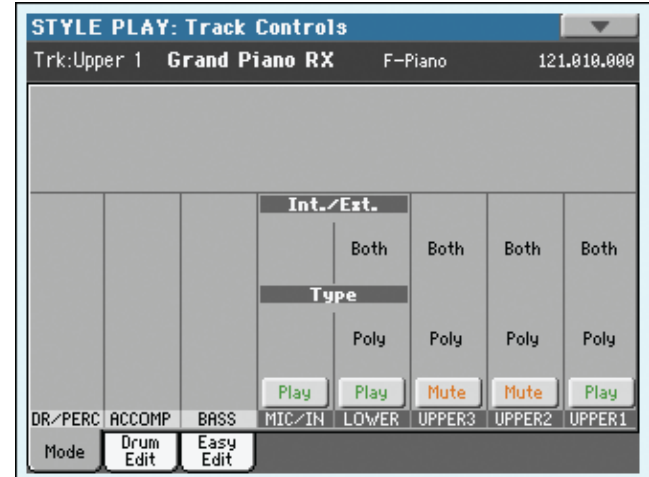 STYLE PLAY: Track Controls
Trk:Upper 1 Grand Piano RX F-Piano 121.010.000
Int./Ext.
Both Both Both Both
Type
Poly Poly Poly Poly
Play Play Mute Mute Play
DR/PERC ACCOMP BASS MIC/IN LOWER UPPER3 UPPER2 UPPER1
Mode Drum Edit Easy Edit